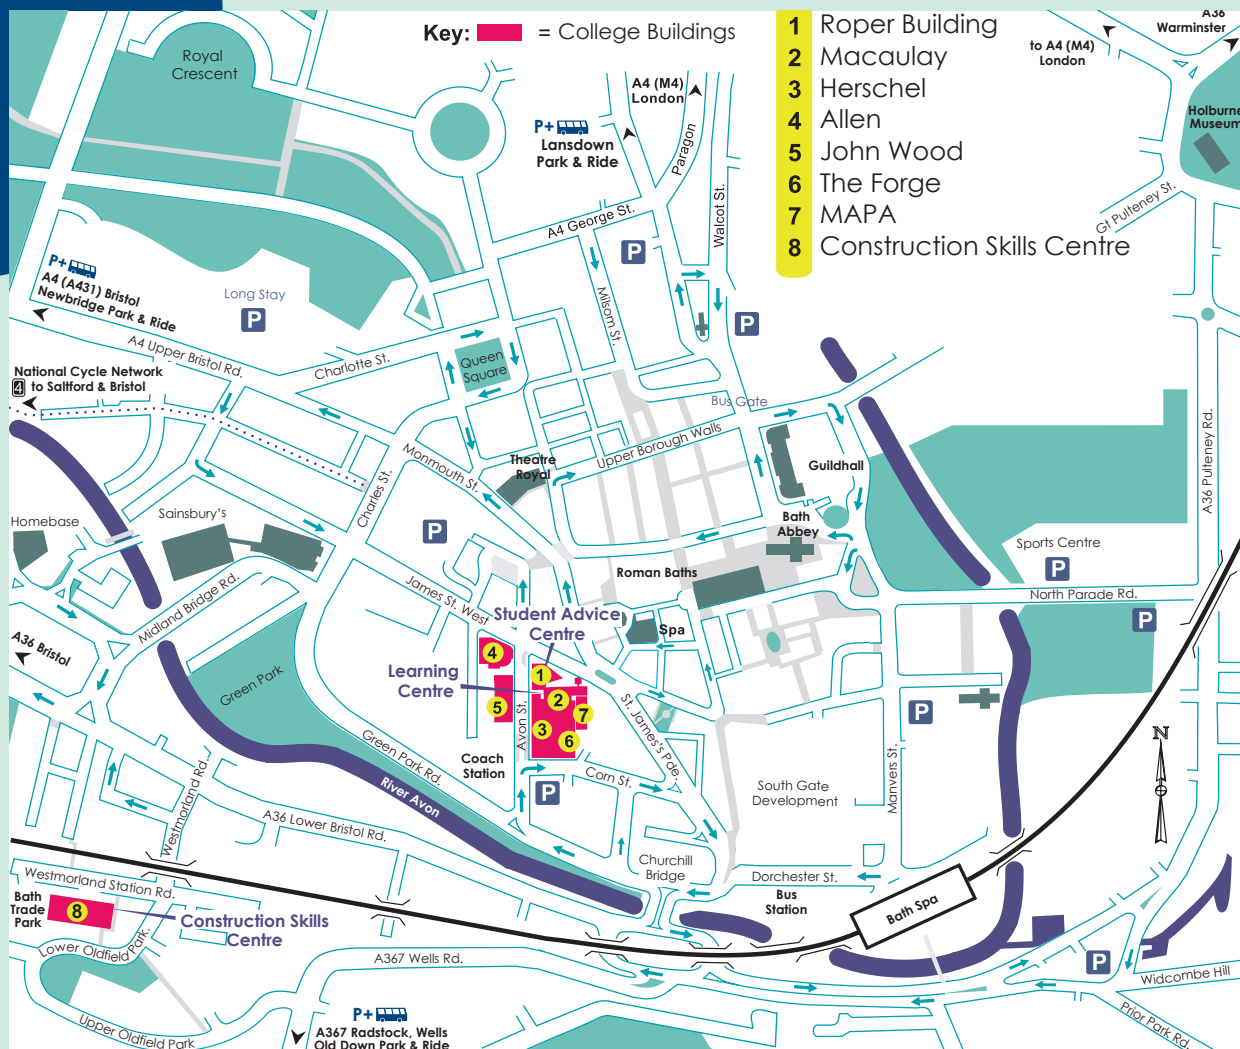 Key: = College Buildings
1 Roper Building
2 Macaulay
3 Herschel
4 Allen
5 John Wood
6 The Forge
7 MAPA
8 Construction Skills Centre
A36
Warminster
to A4 (M4)
London
Holburne
Museum
Royal
Crescent
A4 (M4)
London
P+
Lansdown
Park & Ride
Paragon
Walcot St.
Gt Pulteney St.
A4 George St.
P
P+
A4 (A431) Bristol
Newbridge Park & Ride
Long Stay
P
Milsom St.
P
A4 Upper Bristol Rd.
Charlotte St.
Queen
Square
National Cycle Network
4 to Saltford & Bristol
Bus Gate
Upper Borough Walls
Monmouth St.
Theatre
Royal
Guildhall
A36 Pulteney Rd.
Charles St.
Homebase
Sainsbury's
P
Bath
Abbey
Sports Centre
P
Roman Baths
James St. West
North Parade Rd.
Midland Bridge Rd.
Student Advice
Centre
Spa
P
A36 Bristol
4
Learning
Centre
1
Green Park
5
2
7
3
6
Avon St.
St. James's Pde.
P
N
Green Park Rd.
Coach
Station
Corn St.
P
River Avon
South Gate
Development
Manvers St.
Westmorland Rd.
A36 Lower Bristol Rd.
Churchill
Bridge
Dorchester St.
Westmorland Station Rd.
Bath
Trade
Park
8
Construction Skills
Centre
Bus
Station
Bath Spa
Lower Oldfield Park.
A367 Wells Rd.
P
Widcombe Hill
Prior Park Rd.
Upper Oldfield Park
P+
A367 Radstock, Wells
Old Down Park & Ride